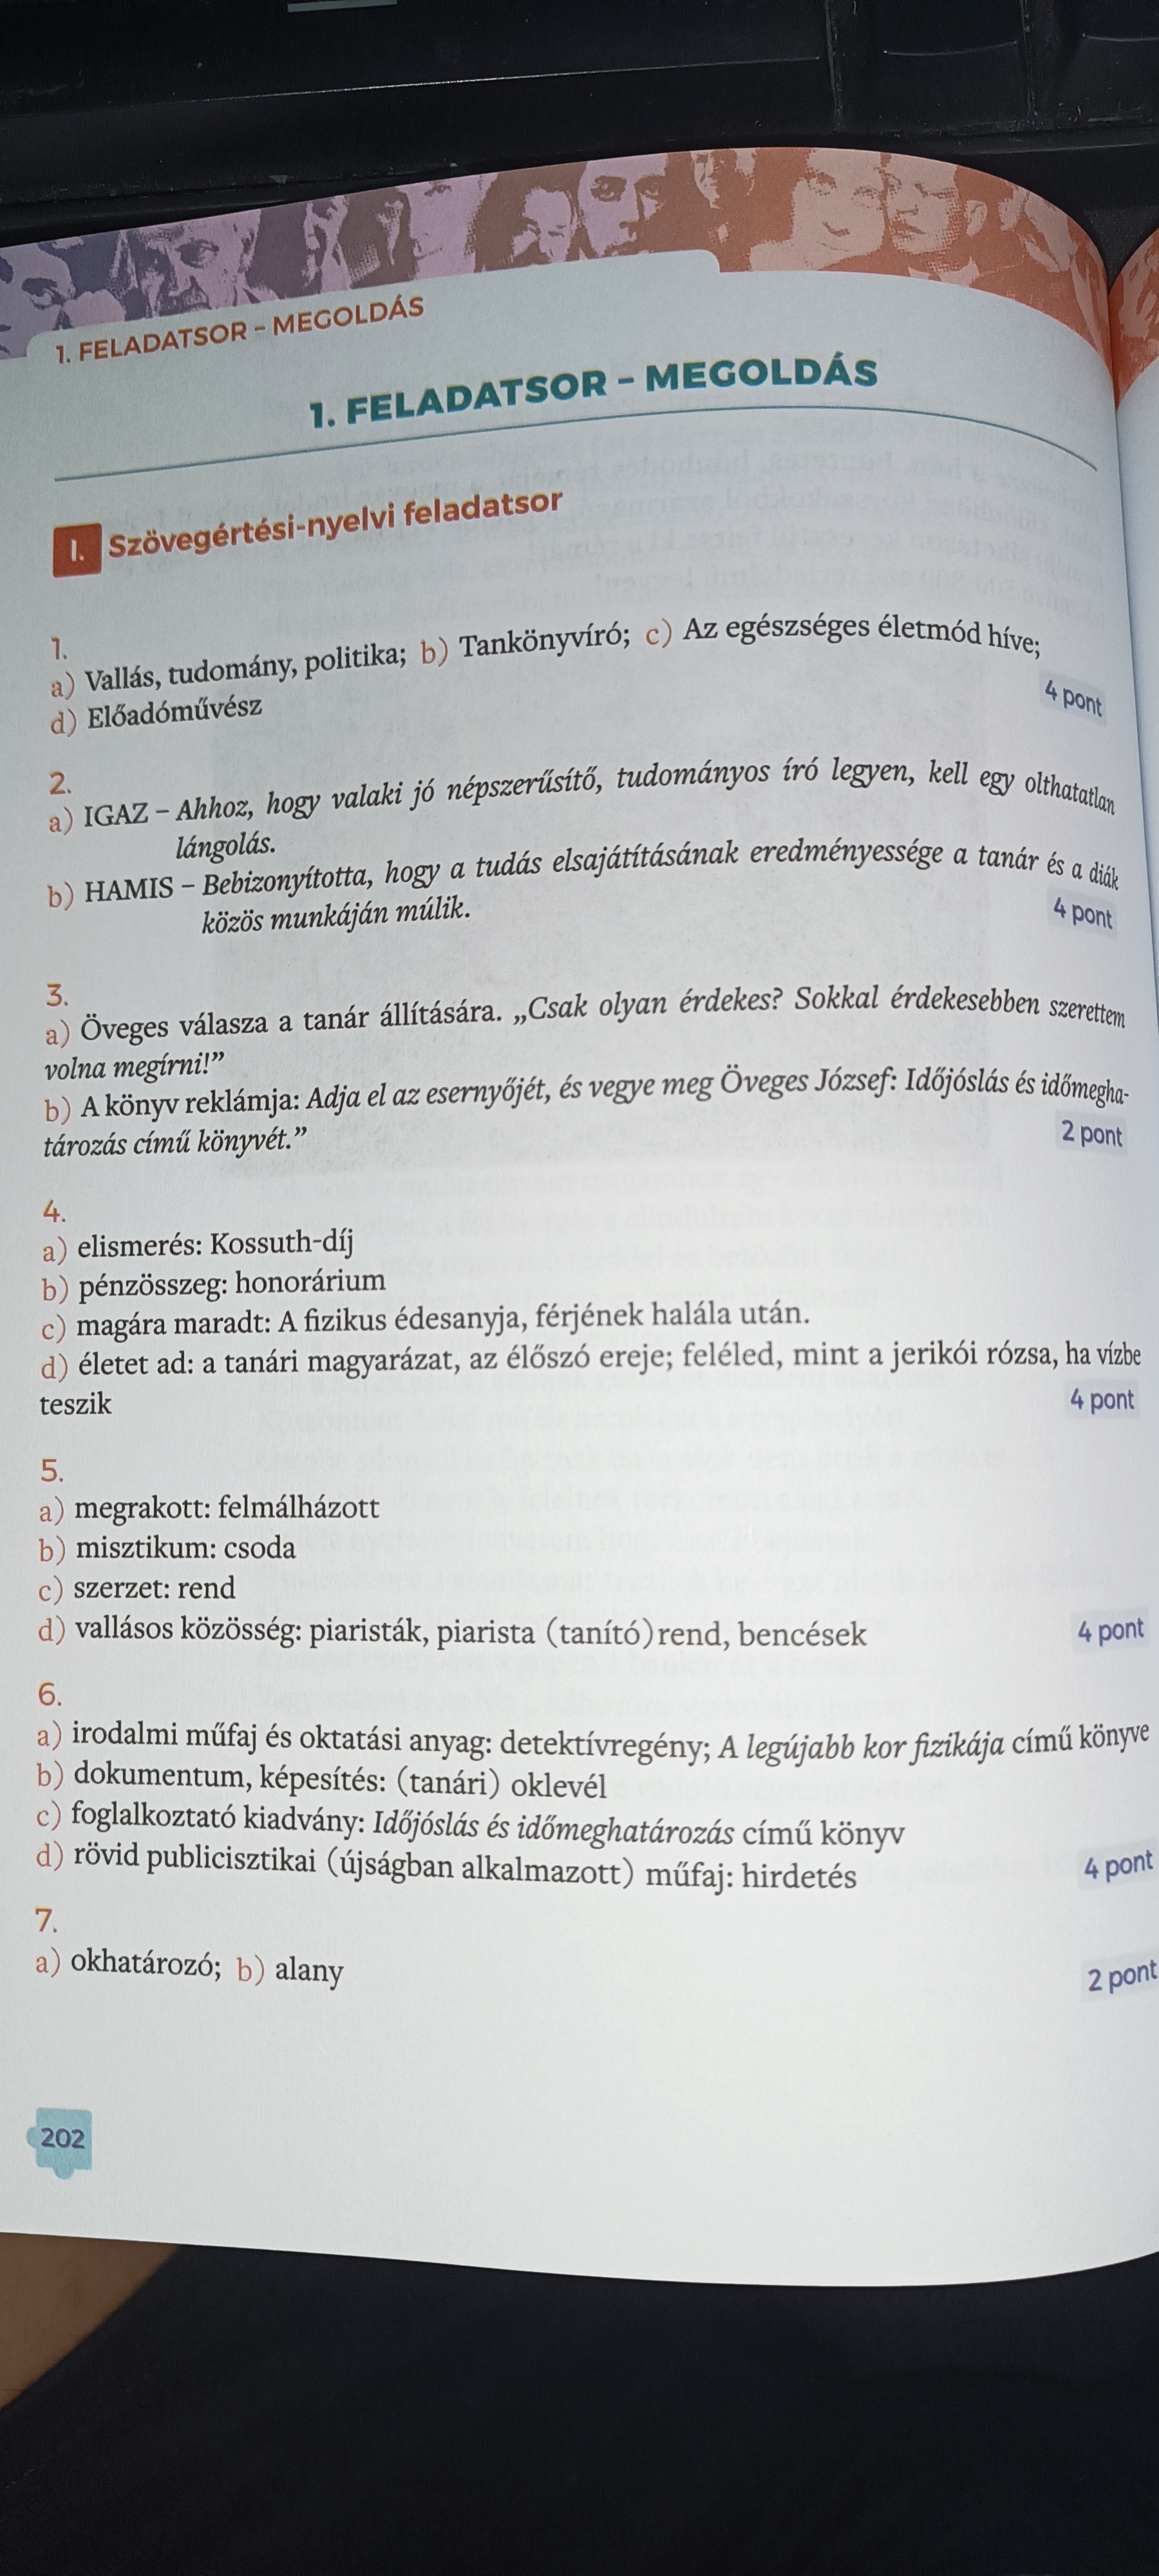 1. FELADATSOR – MEGOLDÁS
1. FELADATSOR – MEGOLDÁS
I. Szövegértési-nyelvi feladatsor
1.
a) Vallás, tudomány, politika; b) Tankönyvíró; c) Az egészséges életmód híve;
d) Előadóművész
4 pont
2.
a) IGAZ – Ahhoz, hogy valaki jó népszerűsítő, tudományos író legyen, kell egy olthatatlan
lángolás.
b) HAMIS – Bebizonyította, hogy a tudás elsajátításának eredményessége a tanár és a diák
közös munkáján múlik.
4 pont
3.
a) Öveges válasza a tanár állítására. „Csak olyan érdekes? Sokkal érdekesebben szerettem
volna megírni!”
b) A könyv reklámja: Adja el az esernyőjét, és vegye meg Öveges József: Időjóslás és időmegha-
tározás című könyvét.”
2 pont
4.
a) elismerés: Kossuth-díj
b) pénzösszeg: honorárium
c) magára maradt: A fizikus édesanyja, férjének halála után.
d) életet ad: a tanári magyarázat, az élőszó ereje; feléled, mint a jerikói rózsa, ha vízbe
teszik
4 pont
5.
a) megrakott: felmálházott
b) misztikum: csoda
c) szerzet: rend
d) vallásos közösség: piaristák, piarista (tanító)rend, bencések
4 pont
6.
a) irodalmi műfaj és oktatási anyag: detektívregény; A legújabb kor fizikája című könyve
b) dokumentum, képesítés: (tanári) oklevél
c) foglalkoztató kiadvány: Időjóslás és időmeghatározás című könyv
d) rövid publicisztikai (újságban alkalmazott) műfaj: hirdetés
4 pont
7.
a) okhatározó; b) alany
2 pont
202